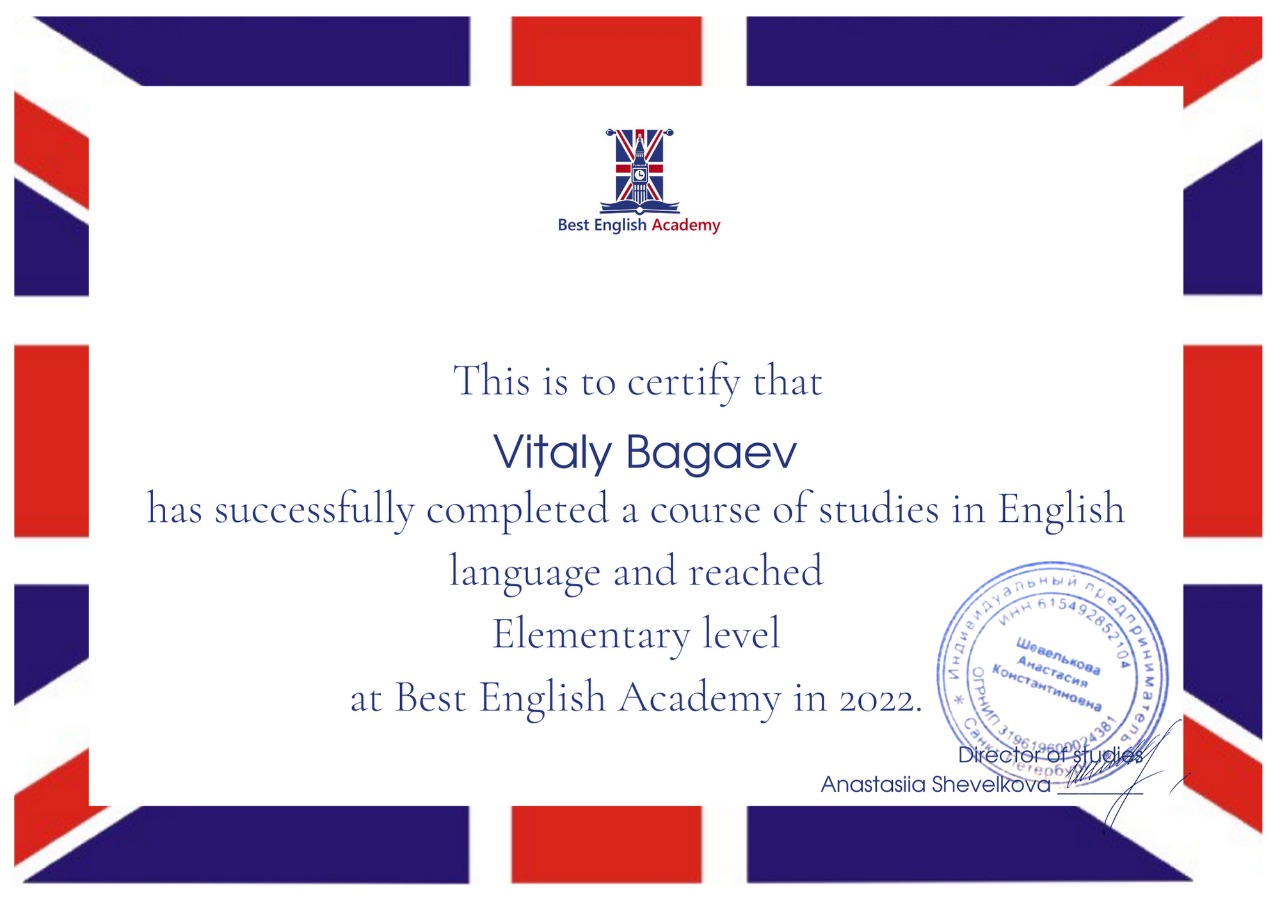 Best English Academy
This is to certify that
Vitaly Bagaev
has successfully completed a course of studies in English
language and reached
Elementary level
at Best English Academy in 2022.
Индивидуальный предприниматель
* Санкт-Петербург *
ИНН 615492852104
ОГРНИП 319619600024381
Шевелькова
Анастасия
Константиновна
Director of studies
Anastasiia Shevelkova